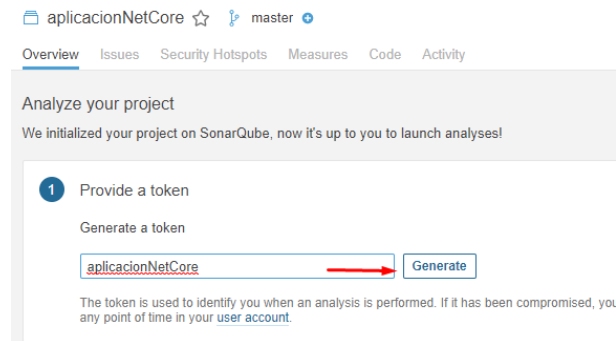 aplicacionNetCore master
Overview Issues Security Hotspots Measures Code Activity
Analyze your project
We initialized your project on SonarQube, now it's up to you to launch analyses!
1 Provide a token
Generate a token
aplicacionNetCore Generate
The token is used to identify you when an analysis is performed. If it has been compromised, you
any point of time in your user account.